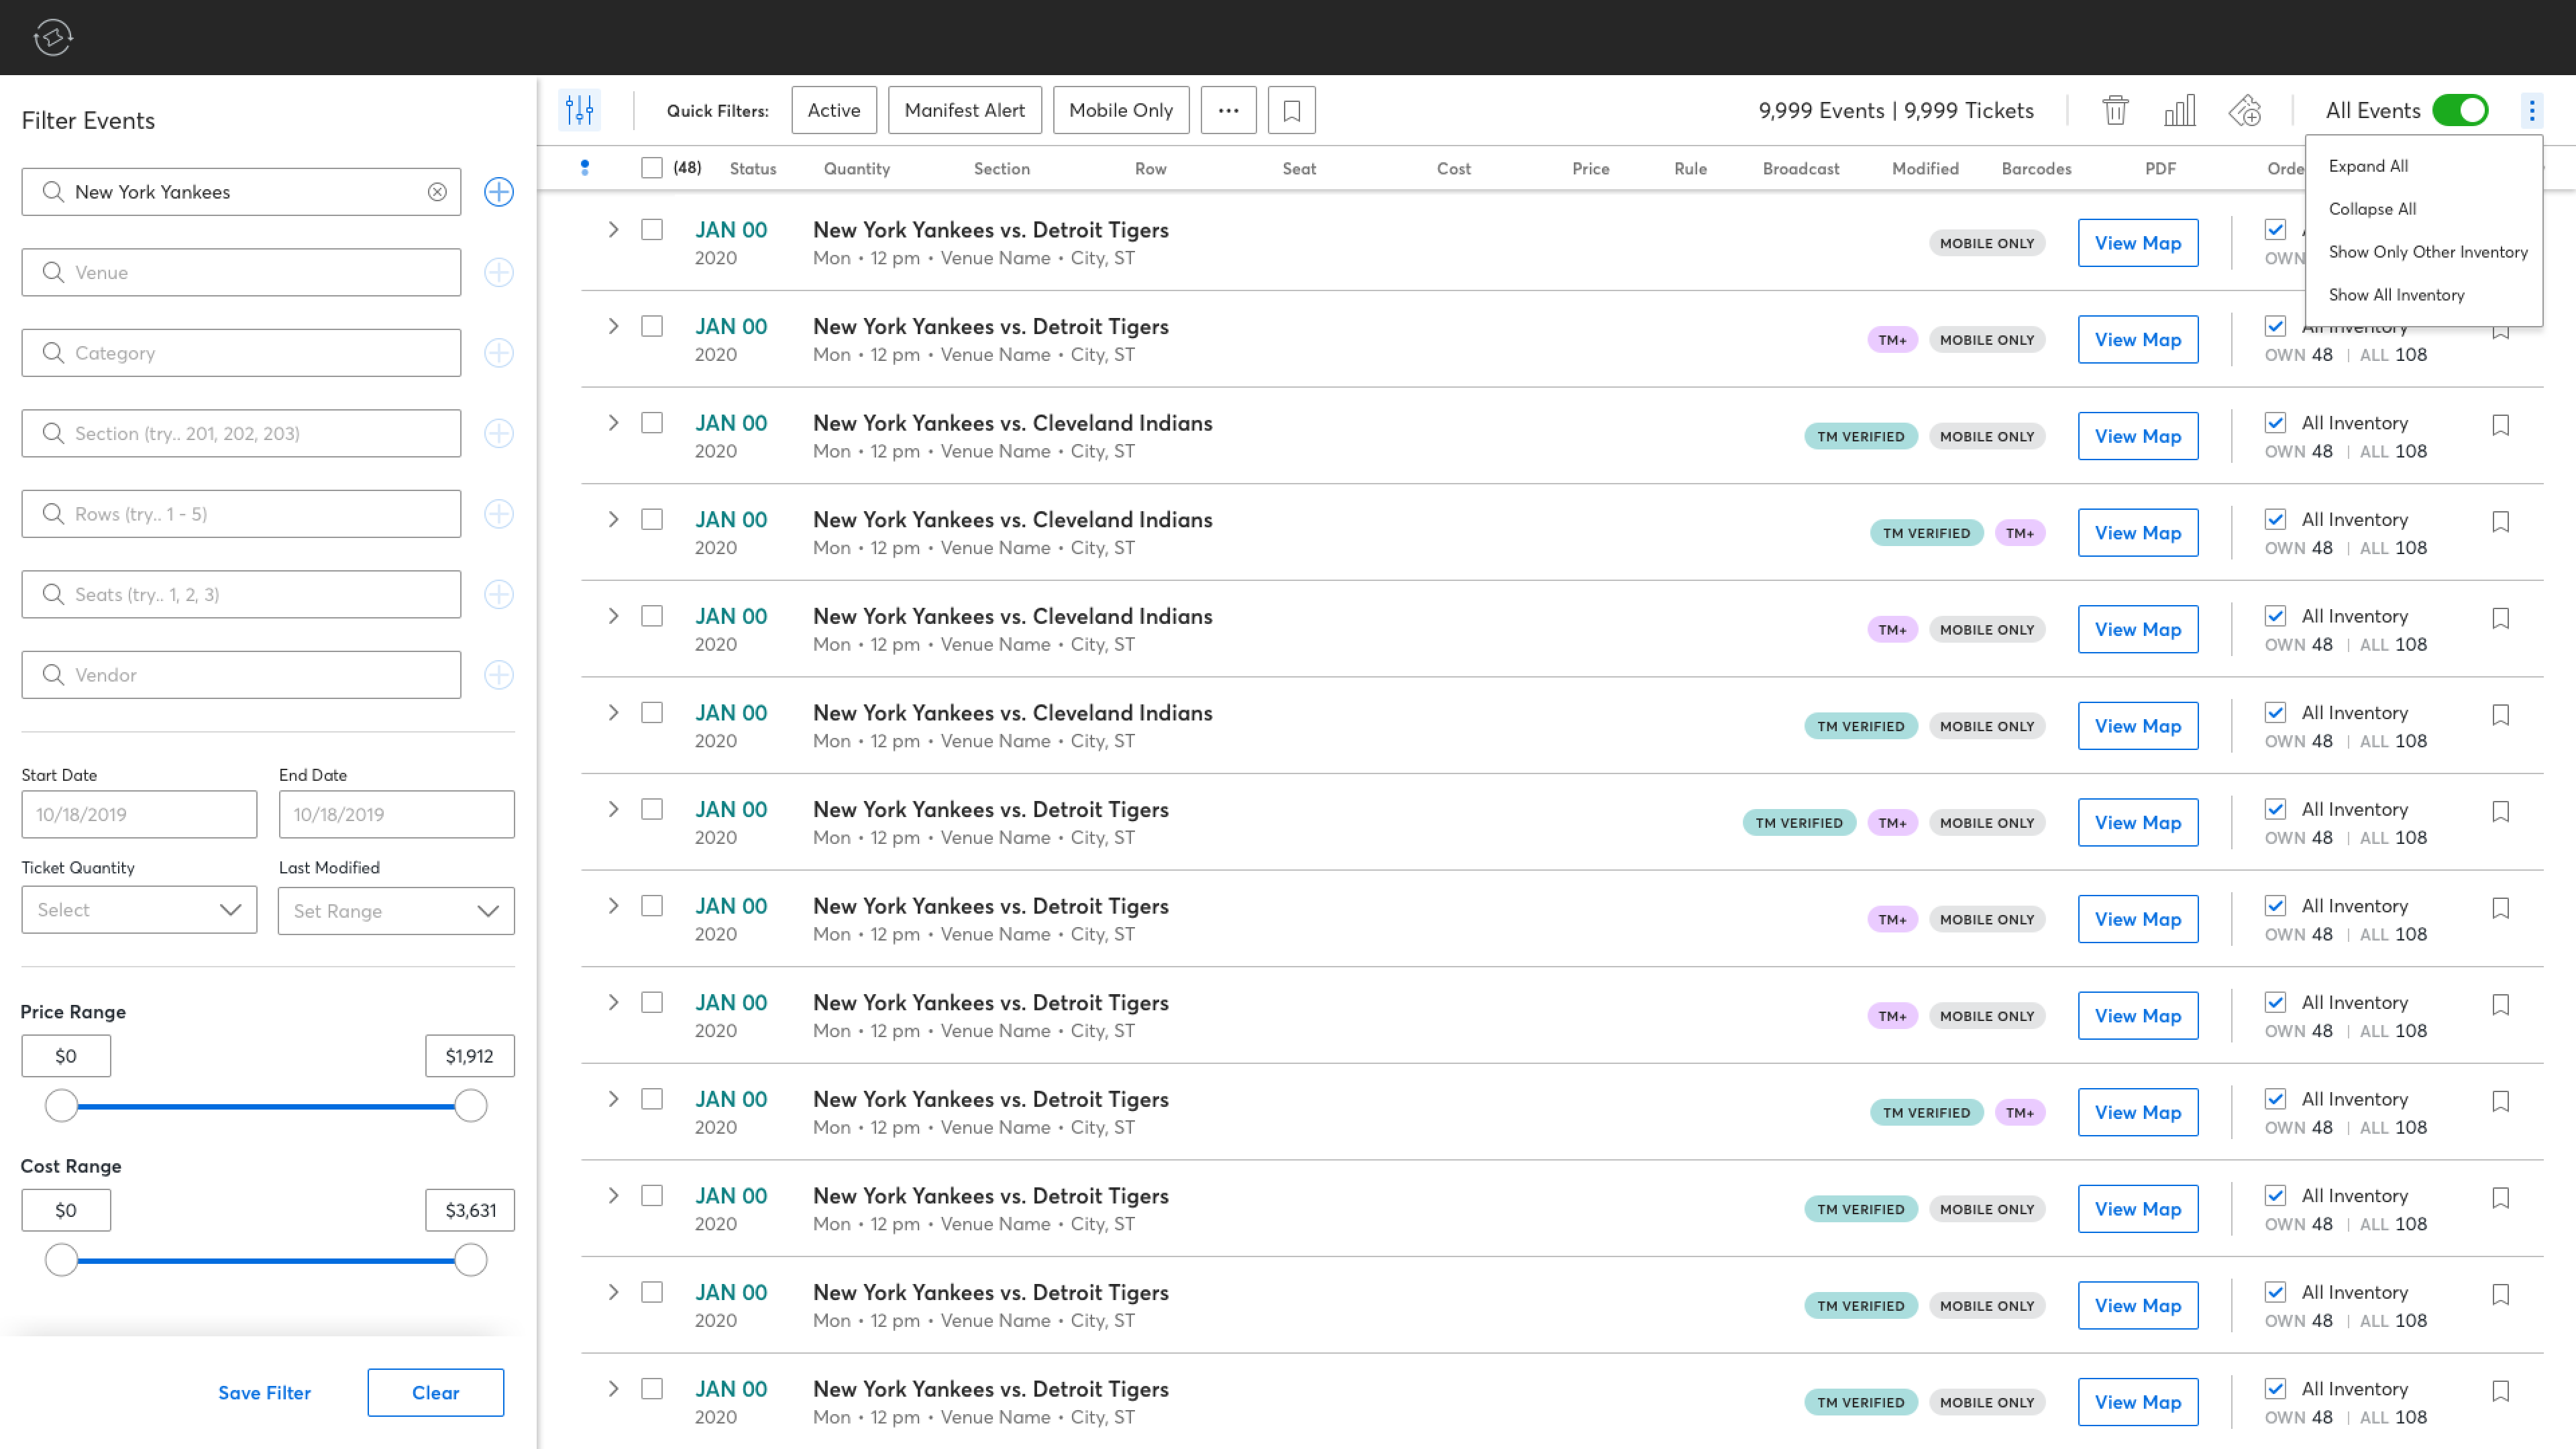 Filter Events
New York Yankees
Venue
Category
Section (try.. 201, 202, 203)
Rows (try.. 1 - 5)
Seats (try.. 1, 2, 3)
Vendor
Start Date End Date
10/18/2019 10/18/2019
Ticket Quantity Last Modified
Select Set Range
Price Range
$0 $1,912
Cost Range
$0 $3,631
Save Filter Clear
Quick Filters: Active Manifest Alert Mobile Only ... 9,999 Events | 9,999 Tickets All Events
(48) Status Quantity Section Row Seat Cost Price Rule Broadcast Modified Barcodes PDF
Expand All
Collapse All
Show Only Other Inventory
Show All Inventory
JAN 00 New York Yankees vs. Detroit Tigers MOBILE ONLY View Map
2020 Mon • 12 pm • Venue Name • City, ST OWN
JAN 00 New York Yankees vs. Detroit Tigers TM+ MOBILE ONLY View Map All Inventory
2020 Mon • 12 pm • Venue Name • City, ST OWN 48 | ALL 108
JAN 00 New York Yankees vs. Cleveland Indians TM VERIFIED MOBILE ONLY View Map All Inventory
2020 Mon • 12 pm • Venue Name • City, ST OWN 48 | ALL 108
JAN 00 New York Yankees vs. Cleveland Indians TM VERIFIED TM+ View Map All Inventory
2020 Mon • 12 pm • Venue Name • City, ST OWN 48 | ALL 108
JAN 00 New York Yankees vs. Cleveland Indians TM+ MOBILE ONLY View Map All Inventory
2020 Mon • 12 pm • Venue Name • City, ST OWN 48 | ALL 108
JAN 00 New York Yankees vs. Cleveland Indians TM VERIFIED MOBILE ONLY View Map All Inventory
2020 Mon • 12 pm • Venue Name • City, ST OWN 48 | ALL 108
JAN 00 New York Yankees vs. Detroit Tigers TM VERIFIED TM+ MOBILE ONLY View Map All Inventory
2020 Mon • 12 pm • Venue Name • City, ST OWN 48 | ALL 108
JAN 00 New York Yankees vs. Detroit Tigers TM+ MOBILE ONLY View Map All Inventory
2020 Mon • 12 pm • Venue Name • City, ST OWN 48 | ALL 108
JAN 00 New York Yankees vs. Detroit Tigers TM+ MOBILE ONLY View Map All Inventory
2020 Mon • 12 pm • Venue Name • City, ST OWN 48 | ALL 108
JAN 00 New York Yankees vs. Detroit Tigers TM VERIFIED TM+ View Map All Inventory
2020 Mon • 12 pm • Venue Name • City, ST OWN 48 | ALL 108
JAN 00 New York Yankees vs. Detroit Tigers TM VERIFIED MOBILE ONLY View Map All Inventory
2020 Mon • 12 pm • Venue Name • City, ST OWN 48 | ALL 108
JAN 00 New York Yankees vs. Detroit Tigers TM VERIFIED MOBILE ONLY View Map All Inventory
2020 Mon • 12 pm • Venue Name • City, ST OWN 48 | ALL 108
JAN 00 New York Yankees vs. Detroit Tigers TM VERIFIED MOBILE ONLY View Map All Inventory
2020 Mon • 12 pm • Venue Name • City, ST OWN 48 | ALL 108